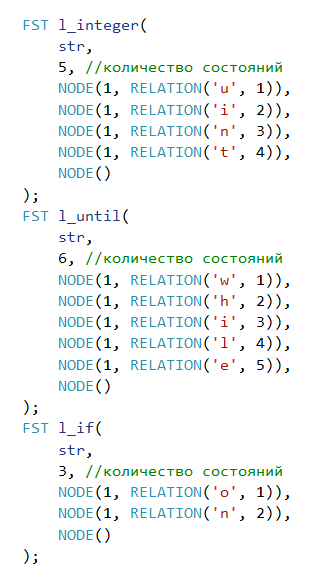 FST l_integer(
    str,
    5, //количество состояний
    NODE(1, RELATION('u', 1)),
    NODE(1, RELATION('i', 2)),
    NODE(1, RELATION('n', 3)),
    NODE(1, RELATION('t', 4)),
    NODE()
);
FST l_until(
    str,
    6, //количество состояний
    NODE(1, RELATION('w', 1)),
    NODE(1, RELATION('h', 2)),
    NODE(1, RELATION('i', 3)),
    NODE(1, RELATION('l', 4)),
    NODE(1, RELATION('e', 5)),
    NODE()
);
FST l_if(
    str,
    3, //количество состояний
    NODE(1, RELATION('o', 1)),
    NODE(1, RELATION('n', 2)),
    NODE()
);